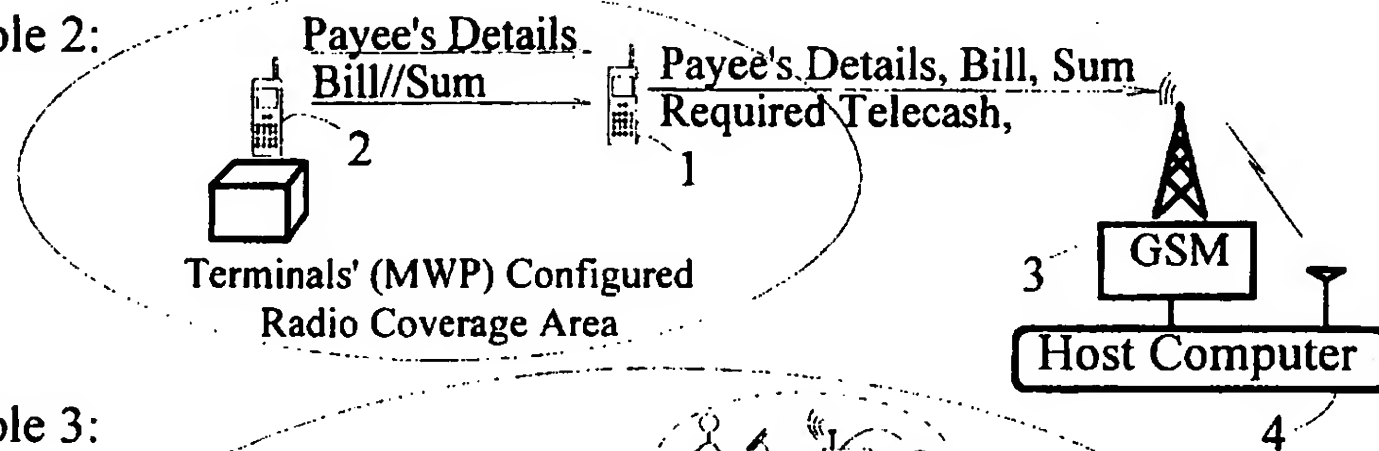 ple 2:
Payee's Details
Bill//Sum
Payee's Details, Bill, Sum
Required Telecash,
2
1
GSM
3
Terminals' (MWP) Configured
Radio Coverage Area
Host Computer
4
ple 3: